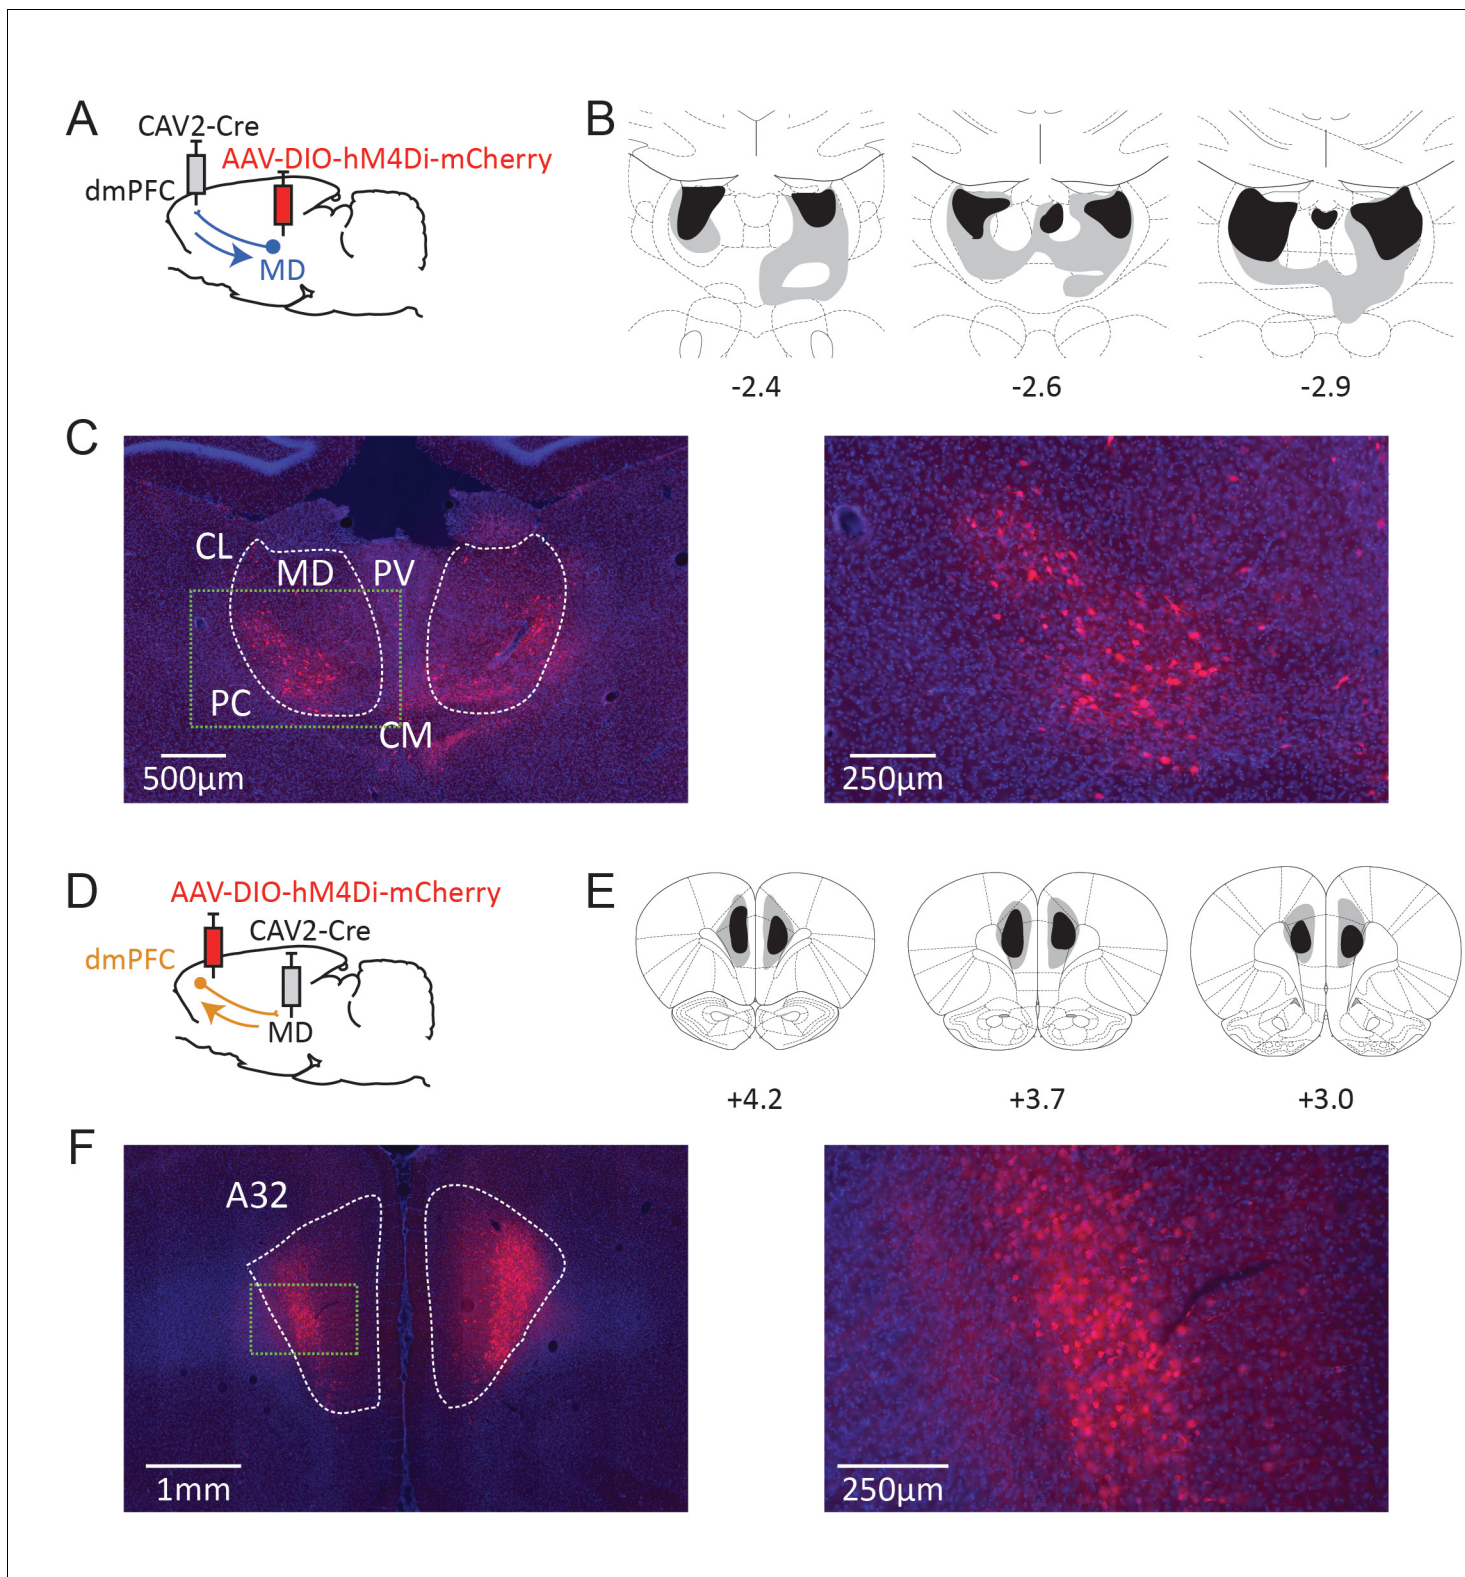 A
CAV2-Cre
AAV-DIO-hM4Di-mCherry
dmPFC
MD
B
-2.4
-2.6
-2.9
C
CL
MD
PV
PC
CM
500µm
250µm
D
AAV-DIO-hM4Di-mCherry
CAV2-Cre
dmPFC
MD
E
+4.2
+3.7
+3.0
F
A32
1mm
250µm